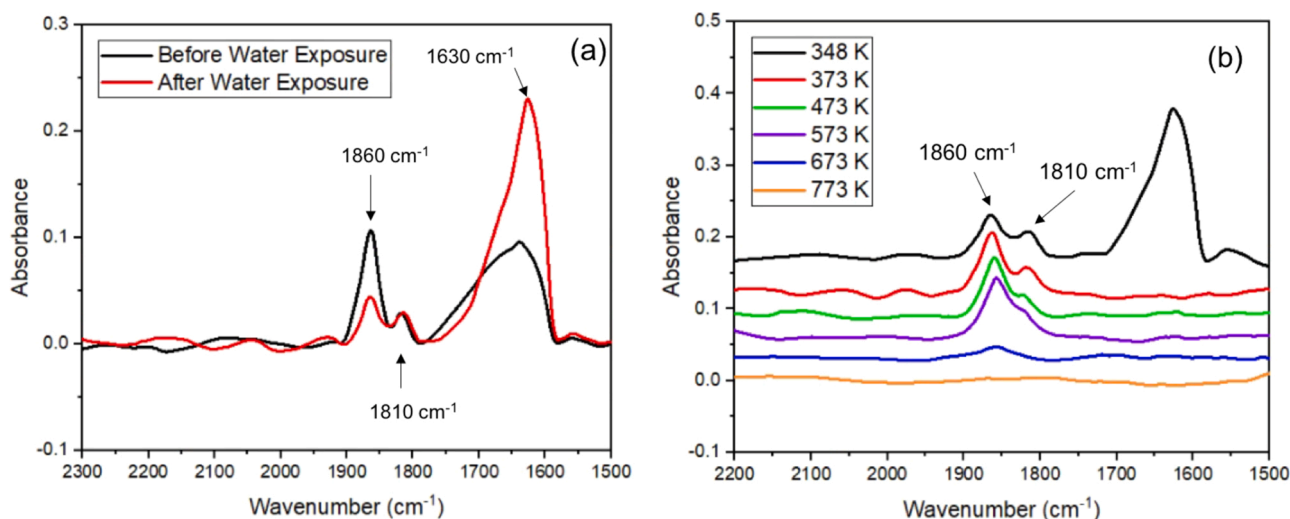 (a)
Before Water Exposure
After Water Exposure
1630 cm⁻¹
1860 cm⁻¹
1810 cm⁻¹
0.3
0.2
0.1
0.0
-0.1
Absorbance
2300 2200 2100 2000 1900 1800 1700 1600 1500
Wavenumber (cm⁻¹)
(b)
348 K
373 K
473 K
573 K
673 K
773 K
1860 cm⁻¹
1810 cm⁻¹
0.5
0.4
0.3
0.2
0.1
0.0
-0.1
Absorbance
2200 2100 2000 1900 1800 1700 1600 1500
Wavenumber (cm⁻¹)